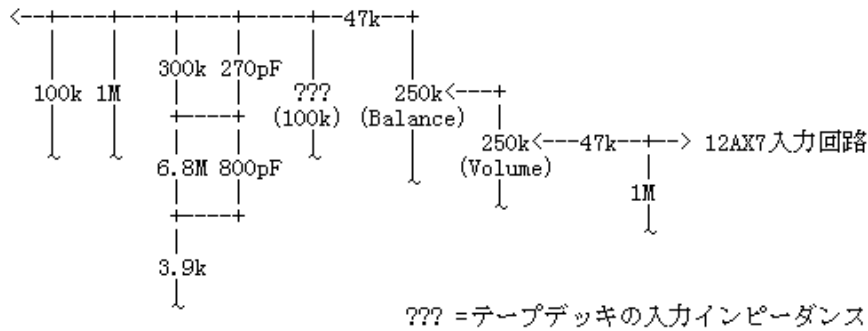 <---+---+----+---+-----+--47k--+
300k 270pF
100k 1M ??? 250k<---+
(100k) (Balance)
+----+
250k<---47k--+--> 12AX7入力回路
6.8M 800pF (Volume)
1M
+----+
3.9k
??? =テープデッキの入力インピーダンス